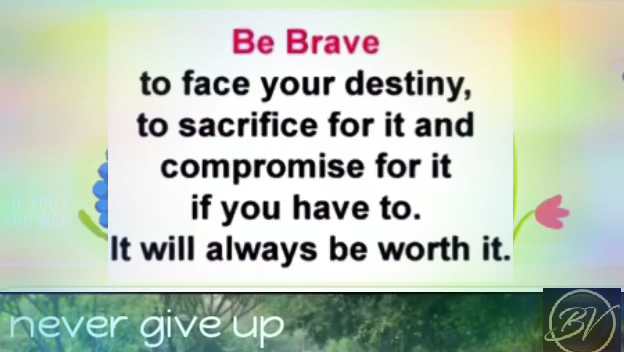 Be Brave
to face your destiny,
to sacrifice for it and
compromise for it
if you have to.
It will always be worth it.
never give up
BV